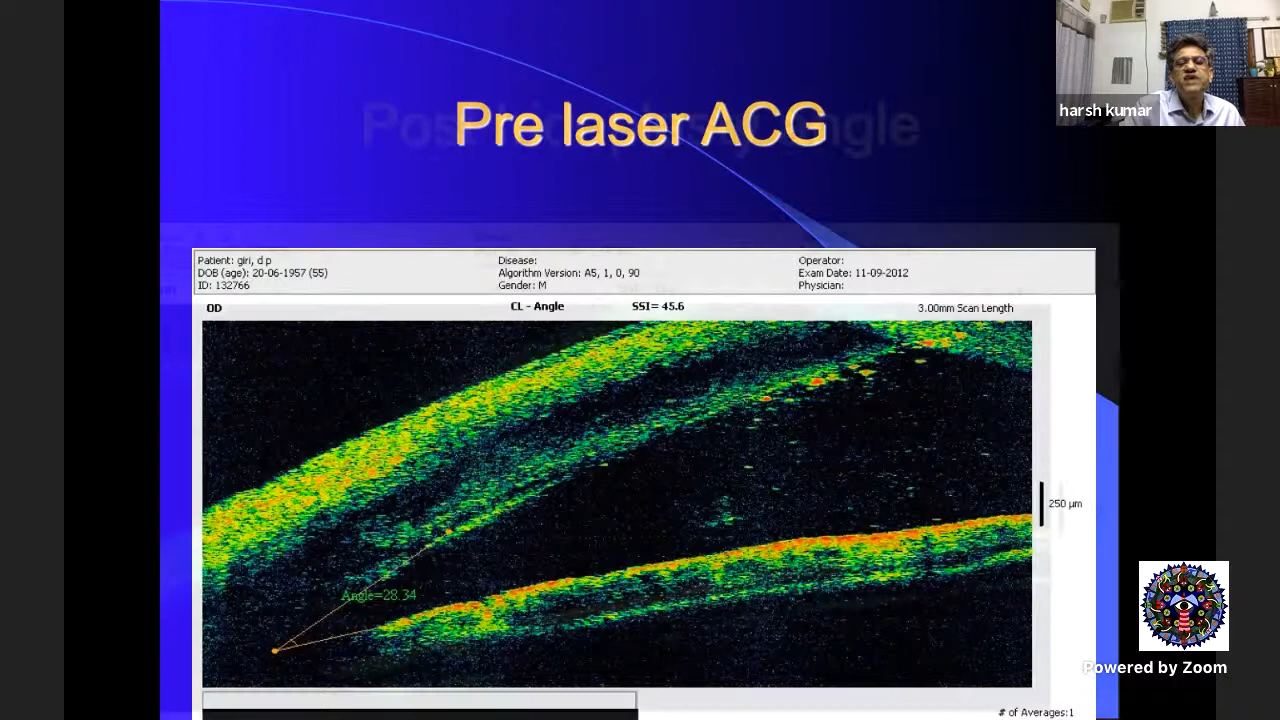 Pre laser ACG
harsh kumar
Patient: giri, d p
DOB (age): 20-06-1957 (55)
ID: 132766
Disease:
Algorithm Version: A5, 1, 0, 90
Gender: M
Operator:
Exam Date: 11-09-2012
Physician:
OD
CL - Angle
SSI= 45.6
3.00mm Scan Length
250 µm
Angle=28.34
Powered by Zoom
# of Averages:1